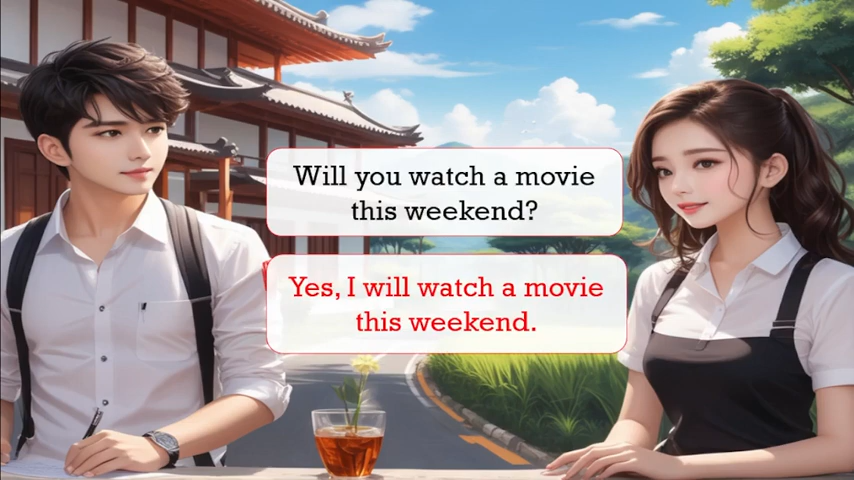 Will you watch a movie
this weekend?
Yes, I will watch a movie
this weekend.